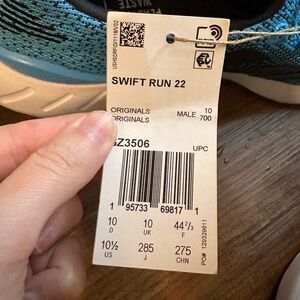 SWIFT RUN 22
ORIGINALS 10
ORIGINALS MALE 700
Z3506 UPC
1 95733 69817 1
10 10 44²/₃
D UK F
10½ 285 275
US J CHN